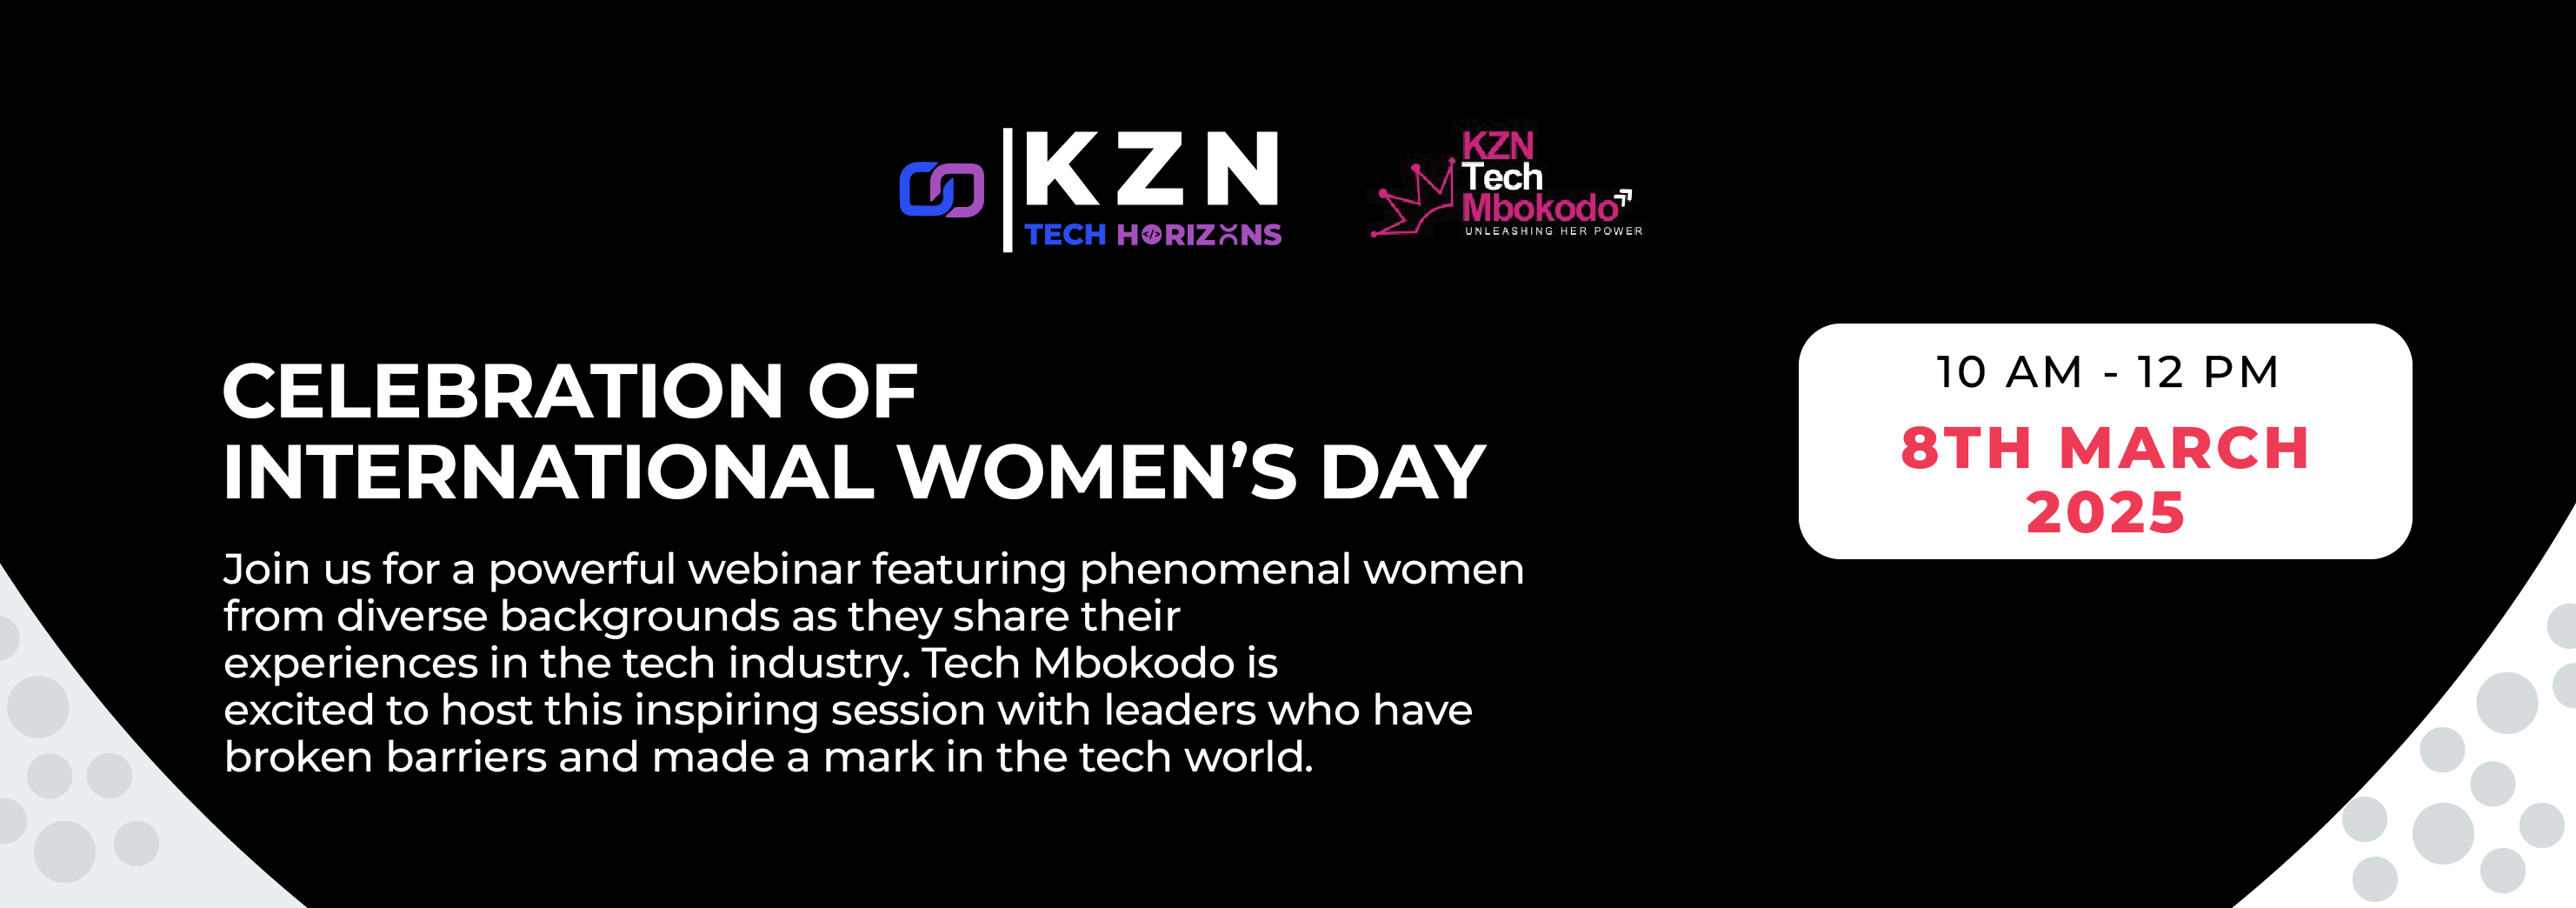 KZN
TECH HORIZONS
KZN
Tech
Mbokodo
UNLEASHING HER POWER
CELEBRATION OF
INTERNATIONAL WOMEN'S DAY
10 AM - 12 PM
8TH MARCH
2025
Join us for a powerful webinar featuring phenomenal women
from diverse backgrounds as they share their
experiences in the tech industry. Tech Mbokodo is
excited to host this inspiring session with leaders who have
broken barriers and made a mark in the tech world.